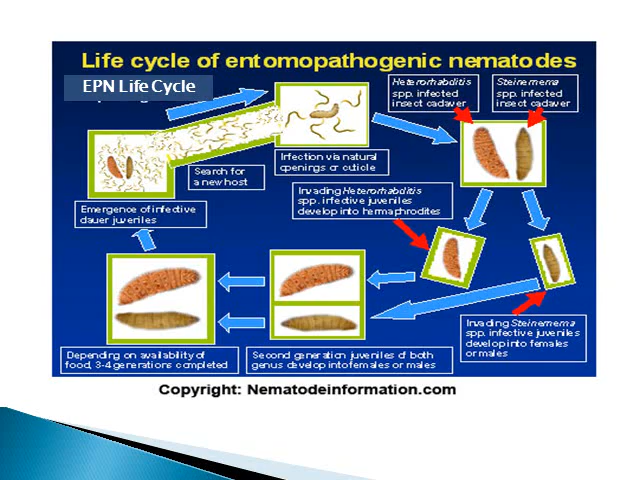 Life cycle of entomopathogenic nematodes
EPN Life Cycle
Heterorhabditis
spp. infected
insect cadaver
Steinernema
spp. infected
insect cadaver
Infection via natural
openings or cuticle
Search for
a new host
Invading Heterorhabditis
spp. infective juveniles
develop into hermaphrodites
Emergence of infective
dauer juveniles
Invading Steinernema
spp. infective juveniles
develop into females
or males
Depending on availability of
food, 3-4 generations completed
Second generation juveniles of both
genus develop into females or males
Copyright: Nematodeinformation.com